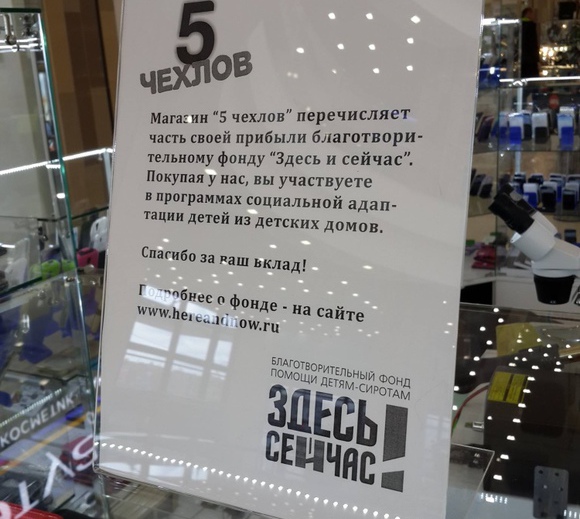 5
ЧЕХЛОВ
Магазин "5 чехлов" перечисляет
часть своей прибыли благотвори-
тельному фонду "Здесь и сейчас".
Покупая у нас, вы участвуете
в программах социальной адап-
тации детей из детских домов.
Спасибо за ваш вклад!
Подробнее о фонде - на сайте
www.hereandnow.ru
БЛАГОТВОРИТЕЛЬНЫЙ ФОНД
ПОМОЩИ ДЕТЯМ-СИРОТАМ
ЗДЕСЬ
СЕЙЧАС!